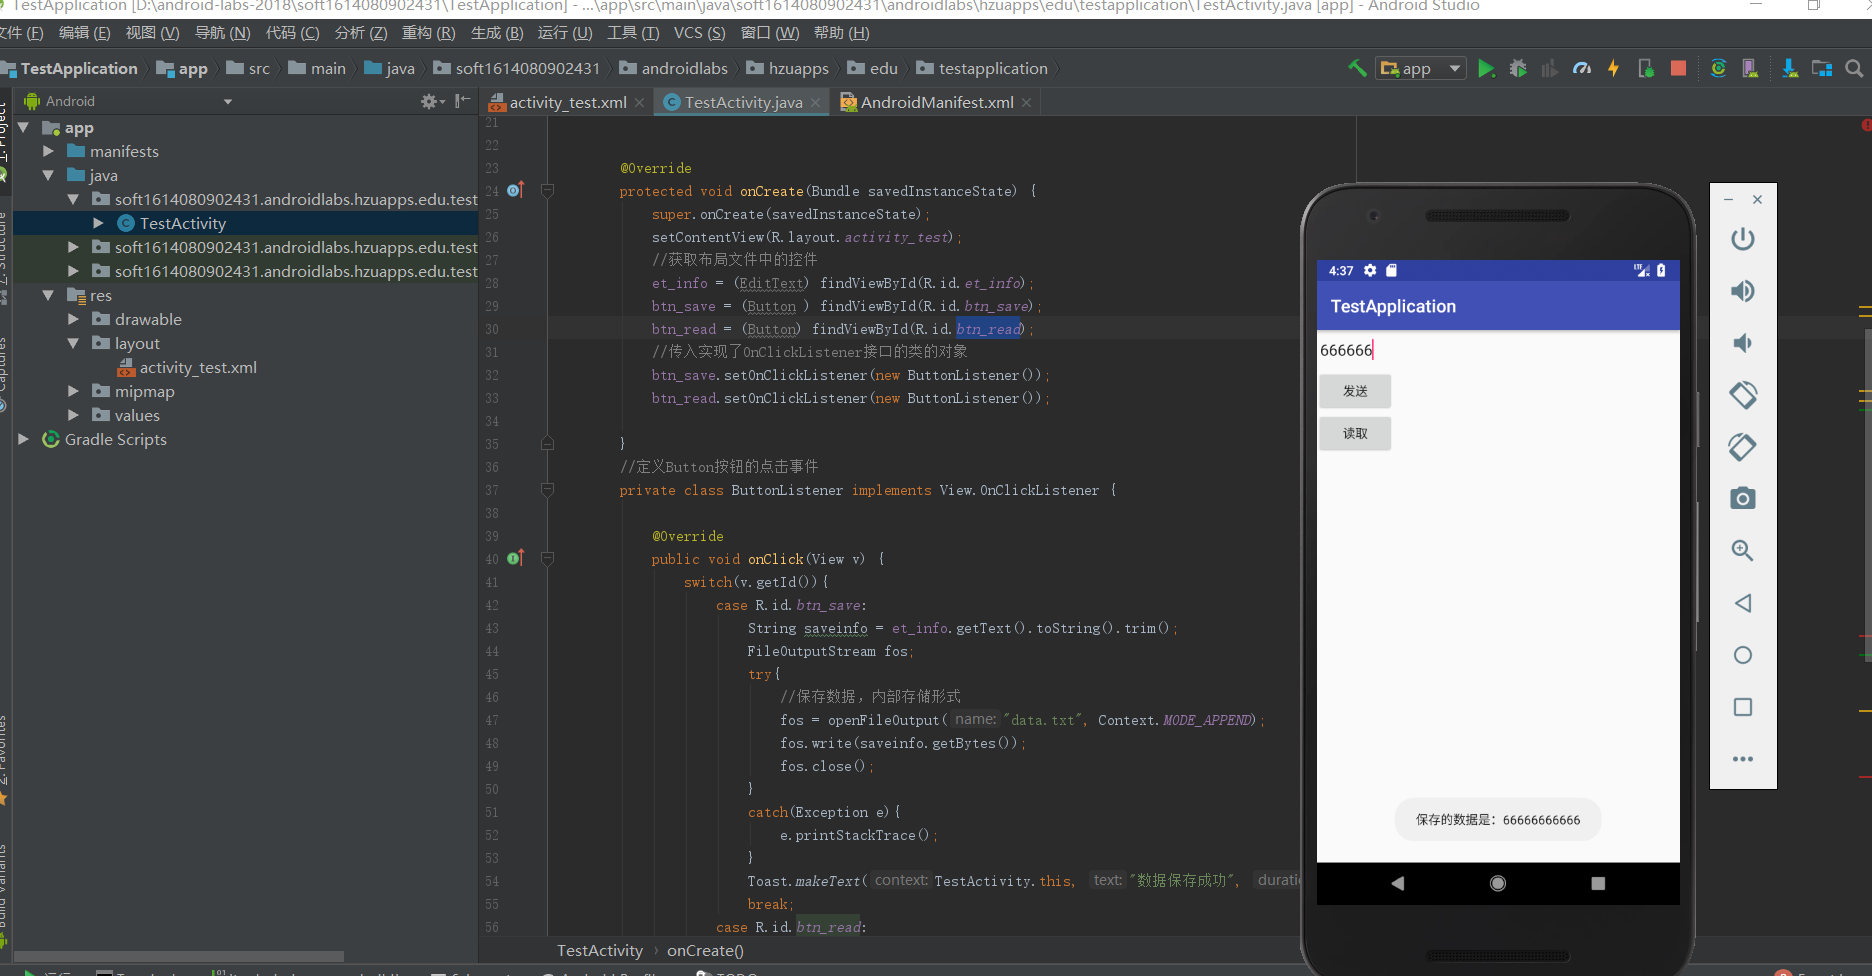 TestApplication [D:\android-labs-2018\soft1614080902431\TestApplication] - ...\app\src\main\java\soft1614080902431\androidlabs\hzuapps\edu\testapplication\TestActivity.java [app] - Android Studio
文件 (F) 编辑 (E) 视图 (V) 导航 (N) 代码 (C) 分析 (Z) 重构 (R) 生成 (B) 运行 (U) 工具 (T) VCS (S) 窗口 (W) 帮助 (H)
TestApplication app src main java soft1614080902431 androidlabs hzuapps edu testapplication app
Android
activity_test.xml TestActivity.java AndroidManifest.xml
app
manifests
java
soft1614080902431.androidlabs.hzuapps.edu.test
TestActivity
soft1614080902431.androidlabs.hzuapps.edu.test
soft1614080902431.androidlabs.hzuapps.edu.test
res
drawable
layout
activity_test.xml
mipmap
values
Gradle Scripts
21
22
23 @Override
24 protected void onCreate(Bundle savedInstanceState) {
25 super.onCreate(savedInstanceState);
26 setContentView(R.layout.activity_test);
27 //获取布局文件中的控件
28 et_info = (EditText) findViewById(R.id.et_info);
29 btn_save = (Button ) findViewById(R.id.btn_save);
30 btn_read = (Button) findViewById(R.id.btn_read);
31 //传入实现了OnClickListener接口的类的对象
32 btn_save.setOnClickListener(new ButtonListener());
33 btn_read.setOnClickListener(new ButtonListener());
34
35 }
36 //定义Button按钮的点击事件
37 private class ButtonListener implements View.OnClickListener {
38
39 @Override
40 public void onClick(View v) {
41 switch(v.getId()){
42 case R.id.btn_save:
43 String saveinfo = et_info.getText().toString().trim();
44 FileOutputStream fos;
45 try{
46 //保存数据，内部存储形式
47 fos = openFileOutput( name: "data.txt", Context.MODE_APPEND);
48 fos.write(saveinfo.getBytes());
49 fos.close();
50 }
51 catch(Exception e){
52 e.printStackTrace();
53 }
54 Toast.makeText( context: TestActivity.this, text: "数据保存成功", duratio
55 break;
56 case R.id.btn_read:
TestActivity › onCreate()
4:37
LTE
TestApplication
666666
发送
读取
保存的数据是：66666666666
1: Project
Captures
2: Favorites
Build Variants
TODO